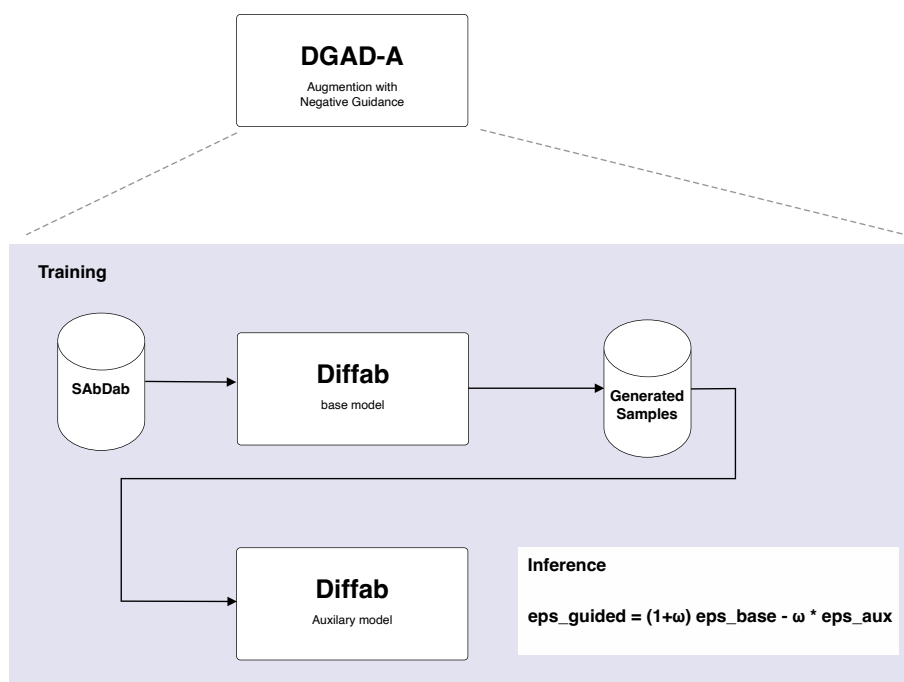 DGAD-A
Augmention with
Negative Guidance
Training
SAbDab
Diffab
base model
Generated
Samples
Diffab
Auxilary model
Inference
eps_guided = (1+ω) eps_base - ω * eps_aux